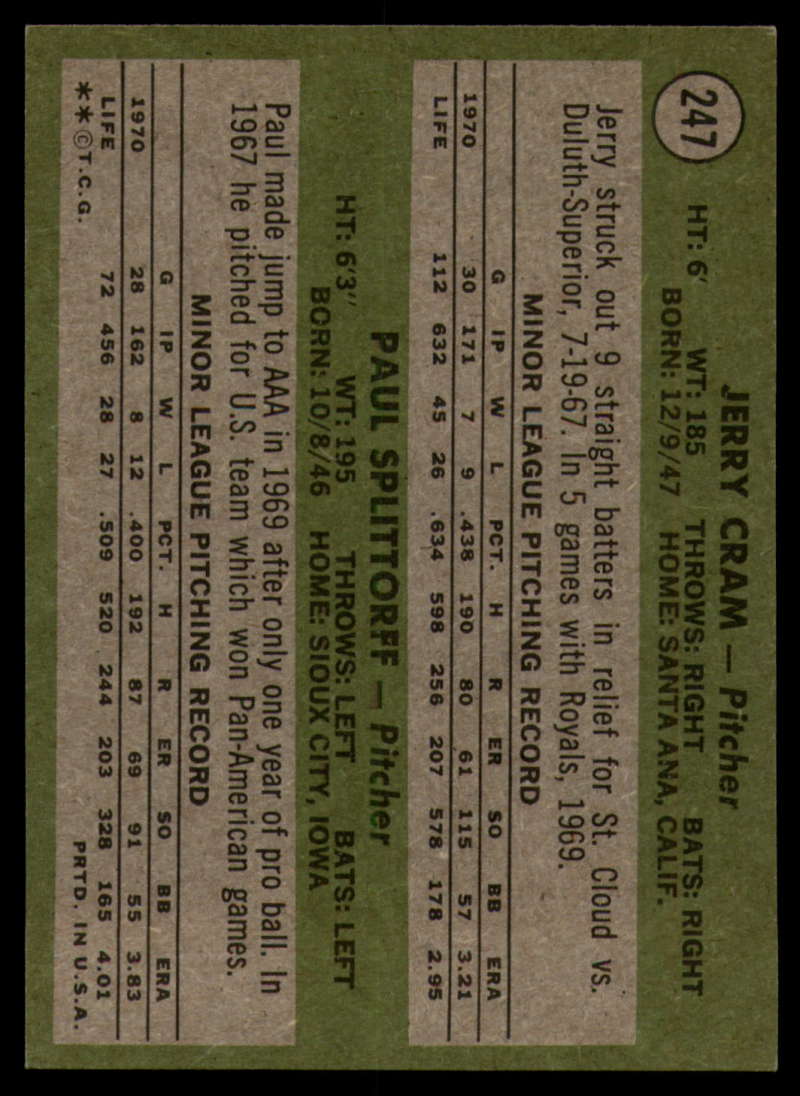 247
JERRY CRAM — Pitcher
HT: 6' WT: 185 THROWS: RIGHT BATS: RIGHT
BORN: 12/9/47 HOME: SANTA ANA, CALIF.
Jerry struck out 9 straight batters in relief for St. Cloud vs.
Duluth-Superior, 7-19-67. In 5 games with Royals, 1969.
MINOR LEAGUE PITCHING RECORD
G IP W L PCT. H R ER SO BB ERA
1970 30 171 7 9 .438 190 80 61 115 57 3.21
LIFE 112 632 45 26 .634 598 256 207 578 178 2.95
PAUL SPLITTORFF — Pitcher
HT: 6'3" WT: 195 THROWS: LEFT BATS: LEFT
BORN: 10/8/46 HOME: SIOUX CITY, IOWA
Paul made jump to AAA in 1969 after only one year of pro ball. In
1967 he pitched for U.S. team which won Pan-American games.
MINOR LEAGUE PITCHING RECORD
G IP W L PCT. H R ER SO BB ERA
1970 28 162 8 12 .400 192 87 69 91 55 3.83
LIFE 72 456 28 27 .509 520 244 203 328 165 4.01
**©T.C.G. PRTD. IN U.S.A.